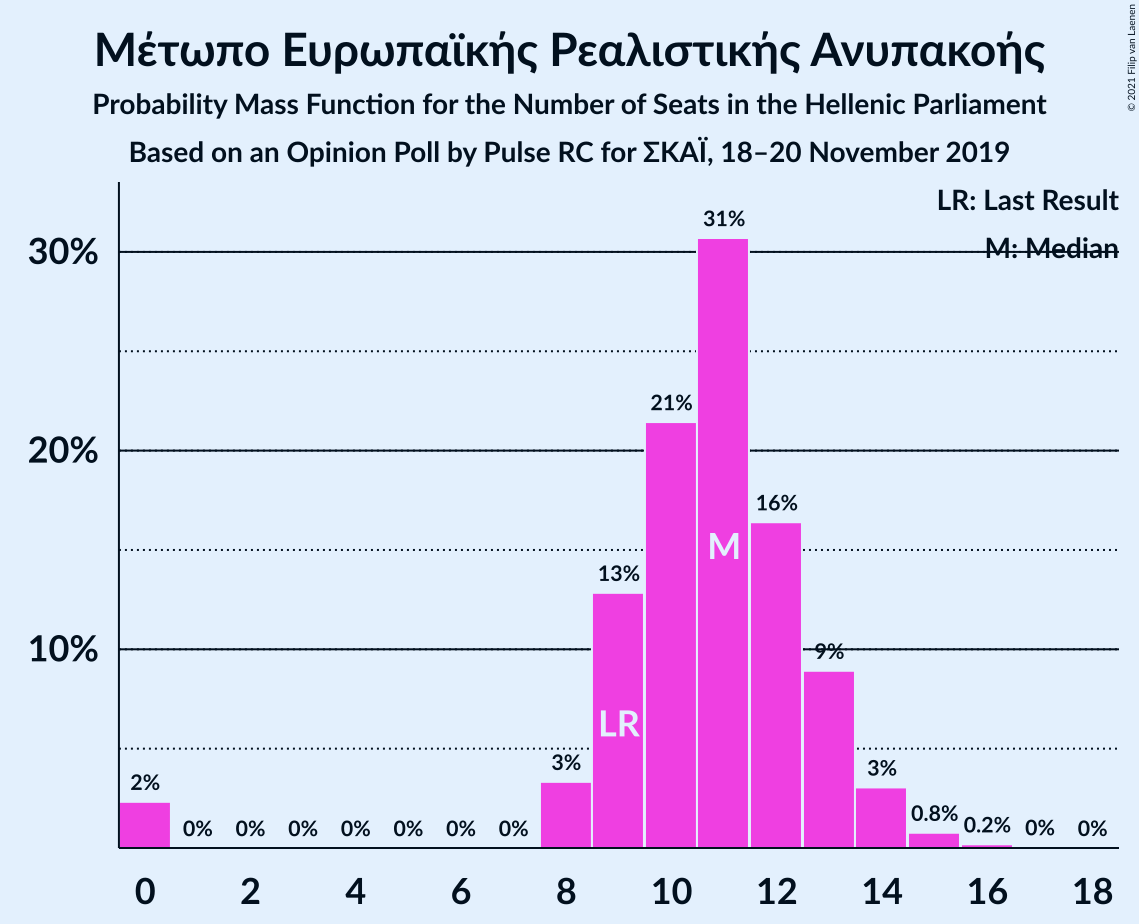 Μέτωπο Ευρωπαϊκής Ρεαλιστικής Ανυπακοής
Probability Mass Function for the Number of Seats in the Hellenic Parliament
Based on an Opinion Poll by Pulse RC for ΣΚΑΪ, 18–20 November 2019
© 2021 Filip van Laenen
LR: Last Result
M: Median
30%
20%
10%
2%
0%
0%
0%
0%
0%
0%
0%
3%
13%
21%
31%
16%
9%
3%
0.8%
0.2%
0%
0%
LR
M
0 2 4 6 8 10 12 14 16 18